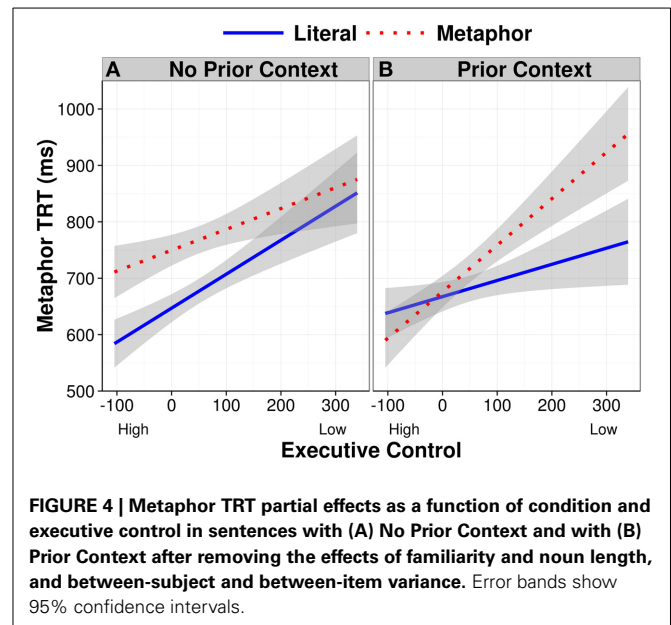 Literal Metaphor
A No Prior Context
B Prior Context
Metaphor TRT (ms)
1000
900
800
700
600
500
-100 0 100 200 300
High Low
-100 0 100 200 300
High Low
Executive Control
FIGURE 4 | Metaphor TRT partial effects as a function of condition and
executive control in sentences with (A) No Prior Context and with (B)
Prior Context after removing the effects of familiarity and noun length,
and between-subject and between-item variance. Error bands show
95% confidence intervals.